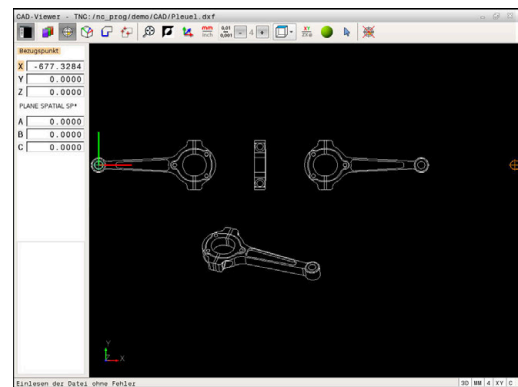 CAD-Viewer - TNC:/nc_prog/demo/CAD/Pleuel.dxf
mm
inch
0,01
0,001
4
XY
Bezugspunkt
X -677.3284
Y 0.0000
Z 0.0000
PLANE SPATIAL SP*
A 0.0000
B 0.0000
C 0.0000
Y
Z X
Einlesen der Datei ohne Fehler
3D MM 4 XY C